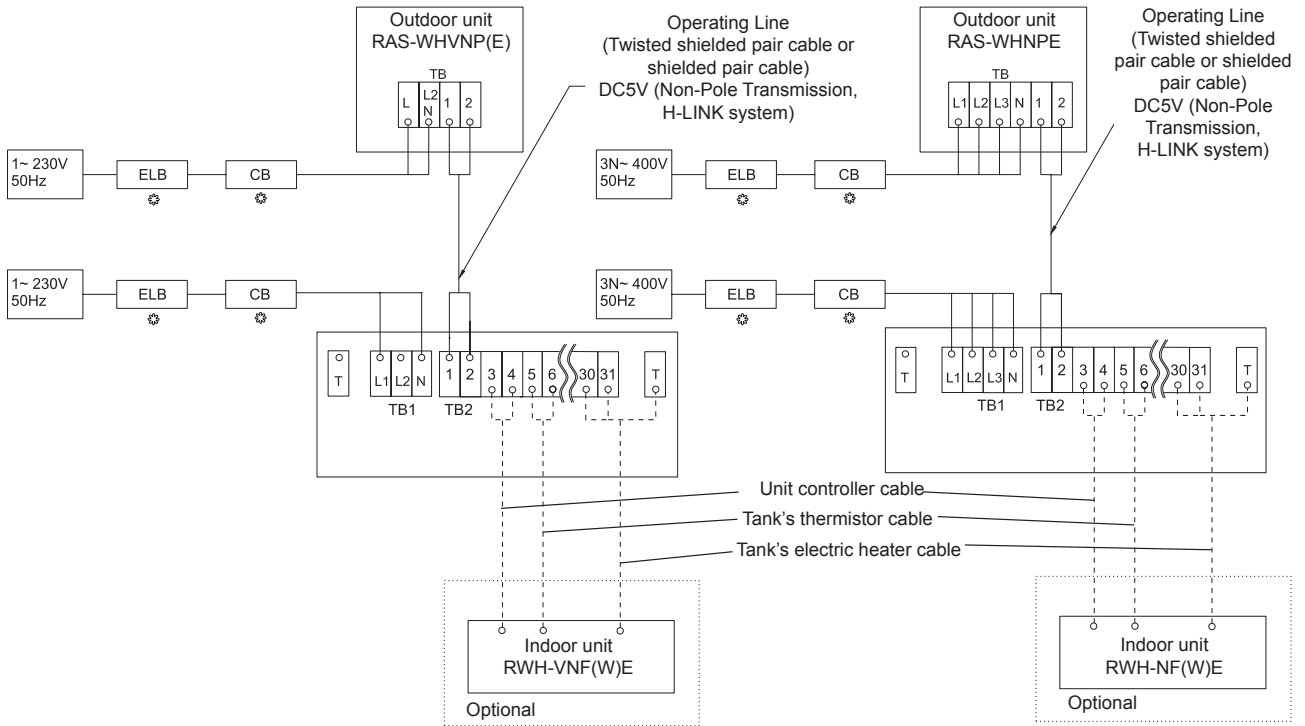 Outdoor unit
RAS-WHVNP(E)
TB
L
L2
N
1
2
Operating Line
(Twisted shielded pair cable or
shielded pair cable)
DC5V (Non-Pole Transmission,
H-LINK system)
Outdoor unit
RAS-WHNPE
TB
L1 L2 L3 N 1 2
Operating Line
(Twisted shielded
pair cable or shielded
pair cable)
DC5V (Non-Pole
Transmission,
H-LINK system)
1~ 230V
50Hz
ELB
CB
3N~ 400V
50Hz
ELB
CB
1~ 230V
50Hz
ELB
CB
3N~ 400V
50Hz
ELB
CB
T
L1 L2 N
1 2 3 4 5 6 30 31
T
TB1
TB2
T
L1 L2 L3 N
1 2 3 4 5 6 30 31
T
TB1
TB2
Unit controller cable
Tank's thermistor cable
Tank's electric heater cable
Indoor unit
RWH-VNF(W)E
Optional
Indoor unit
RWH-NF(W)E
Optional